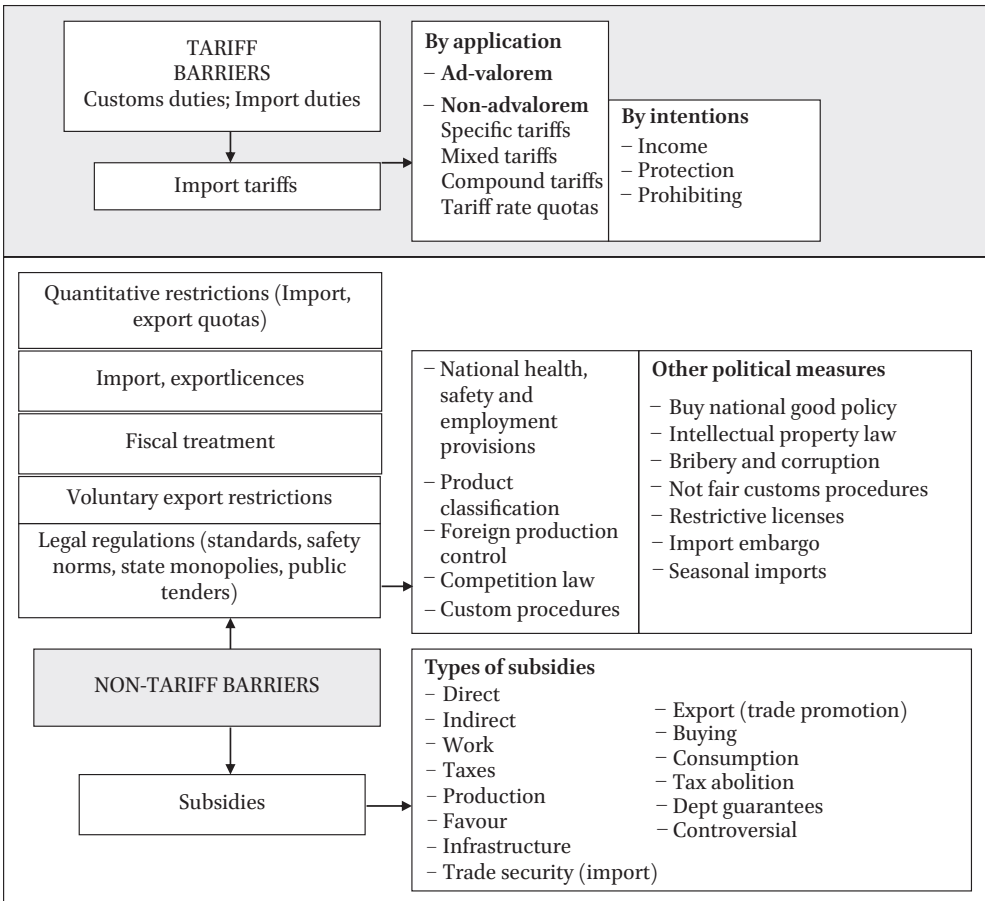 TARIFF
BARRIERS
Customs duties; Import duties
Import tariffs
By application
– Ad-valorem
– Non-advalorem
Specific tariffs
Mixed tariffs
Compound tariffs
Tariff rate quotas
By intentions
– Income
– Protection
– Prohibiting
Quantitative restrictions (Import,
export quotas)
Import, exportlicences
Fiscal treatment
Voluntary export restrictions
Legal regulations (standards, safety
norms, state monopolies, public
tenders)
– National health,
safety and
employment
provisions
– Product
classification
– Foreign production
control
– Competition law
– Custom procedures
Other political measures
– Buy national good policy
– Intellectual property law
– Bribery and corruption
– Not fair customs procedures
– Restrictive licenses
– Import embargo
– Seasonal imports
NON-TARIFF BARRIERS
Subsidies
Types of subsidies
– Direct
– Indirect
– Work
– Taxes
– Production
– Favour
– Infrastructure
– Trade security (import)
– Export (trade promotion)
– Buying
– Consumption
– Tax abolition
– Dept guarantees
– Controversial